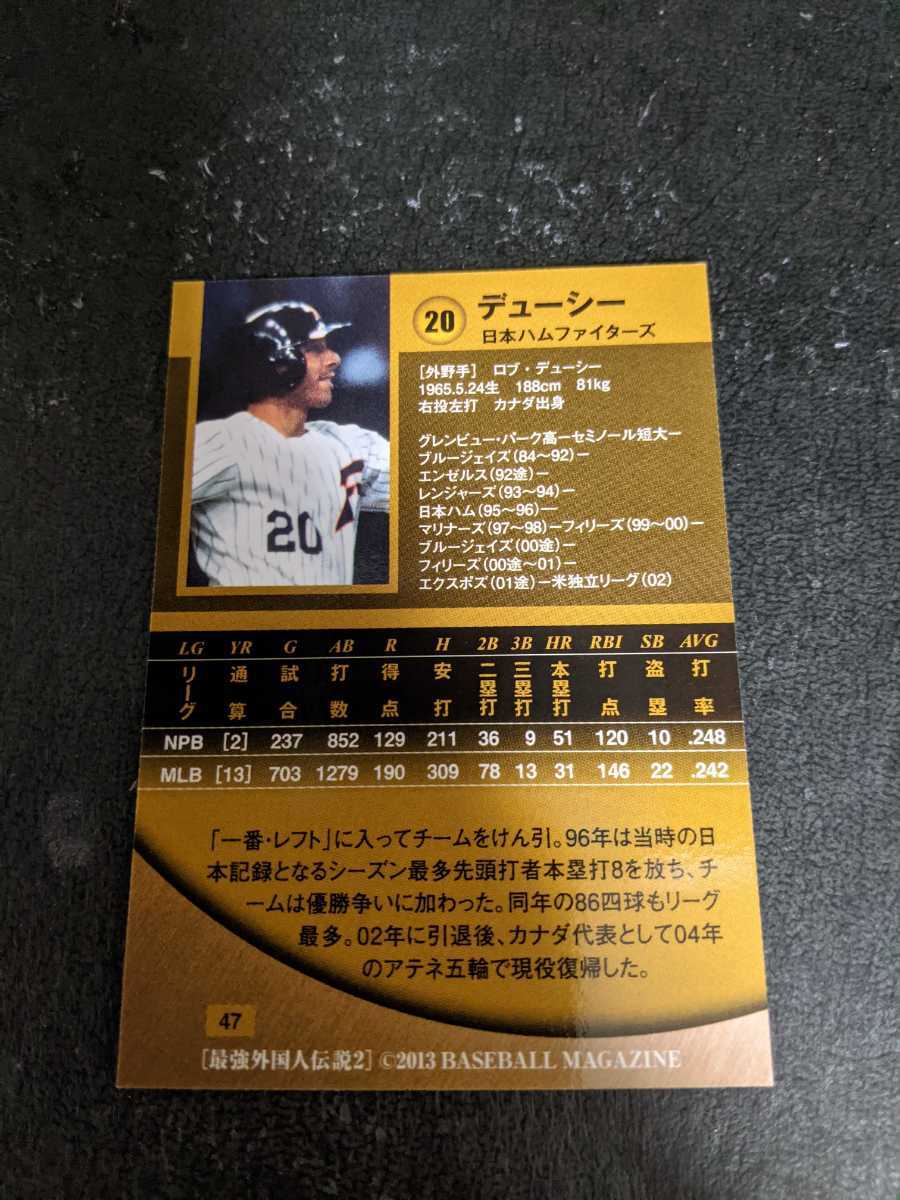 20
デューシー
日本ハムファイターズ
[外野手] ロブ・デューシー
1965.5.24生 188cm 81kg
右投左打 カナダ出身
グレンビュー・パーク高ーセミノール短大ー
ブルージェイズ(84〜92)ー
エンゼルス(92途)ー
レンジャーズ(93〜94)ー
日本ハム(95〜96)ー
マリナーズ(97〜98)ーフィリーズ(99〜00)ー
ブルージェイズ(00途)ー
フィリーズ(00途〜01)ー
エクスポズ(01途)ー米独立リーグ(02)
20
LG YR G AB R H 2B 3B HR RBI SB AVG
リーグ 通算 試合 打数 得点 安打 二塁打 三塁打 本塁打 打点 盗塁 打率
NPB [2] 237 852 129 211 36 9 51 120 10 .248
MLB [13] 703 1279 190 309 78 13 31 146 22 .242
「一番・レフト」に入ってチームをけん引。96年は当時の日
本記録となるシーズン最多先頭打者本塁打8を放ち、チ
ームは優勝争いに加わった。同年の86四球もリーグ
最多。02年に引退後、カナダ代表として04年
のアテネ五輪で現役復帰した。
47
[最強外国人伝説2] ©2013 BASEBALL MAGAZINE